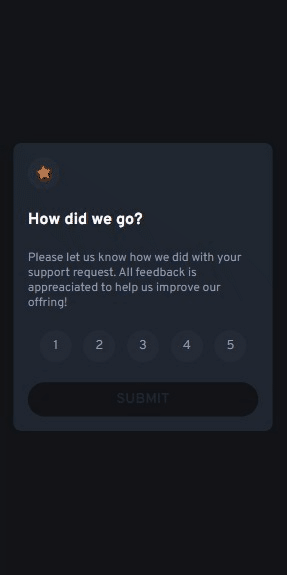 How did we go?
Please let us know how we did with your
support request. All feedback is
appreaciated to help us improve our
offring!
1 2 3 4 5
SUBMIT